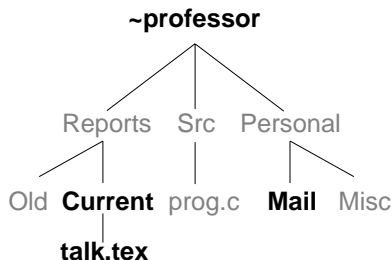 ~professor
Reports Src Personal
Old Current prog.c Mail Misc
talk.tex